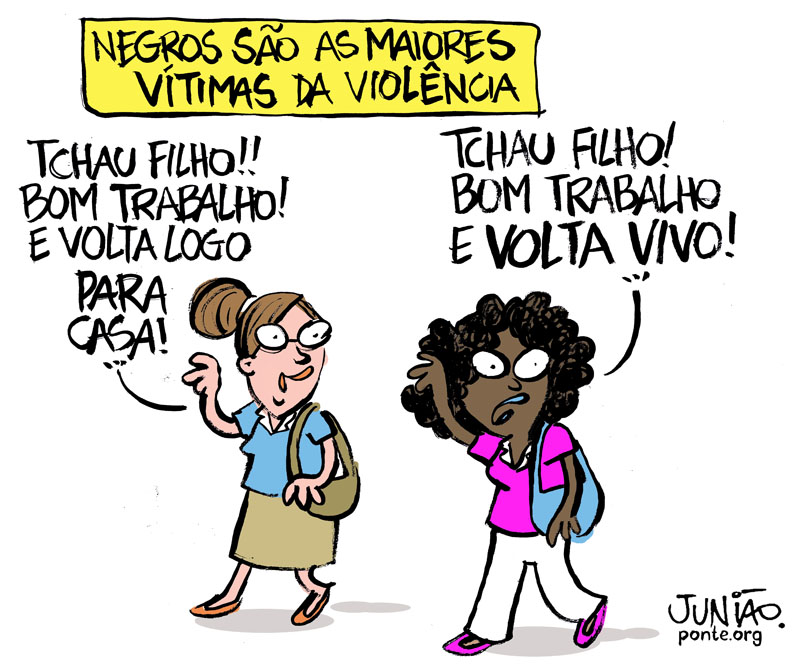 NEGROS SÃO AS MAIORES
VÍTIMAS DA VIOLÊNCIA
TCHAU FILHO!!
BOM TRABALHO!
E VOLTA LOGO
PARA
CASA!
TCHAU FILHO!
BOM TRABALHO
E VOLTA VIVO!
JUNIÃO.
ponte.org